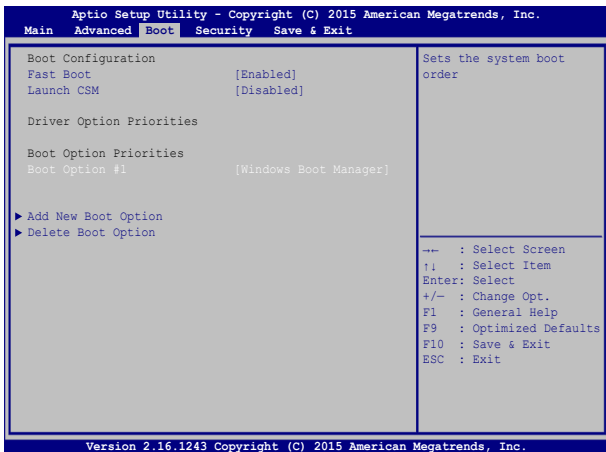 Aptio Setup Utility - Copyright (C) 2015 American Megatrends, Inc.
Main Advanced Boot Security Save & Exit
Boot Configuration
Fast Boot [Enabled]
Launch CSM [Disabled]
Driver Option Priorities
Boot Option Priorities
Boot Option #1 [Windows Boot Manager]
▶ Add New Boot Option
▶ Delete Boot Option
Sets the system boot
order
→← : Select Screen
↑↓ : Select Item
Enter: Select
+/— : Change Opt.
F1 : General Help
F9 : Optimized Defaults
F10 : Save & Exit
ESC : Exit
Version 2.16.1243 Copyright (C) 2015 American Megatrends, Inc.